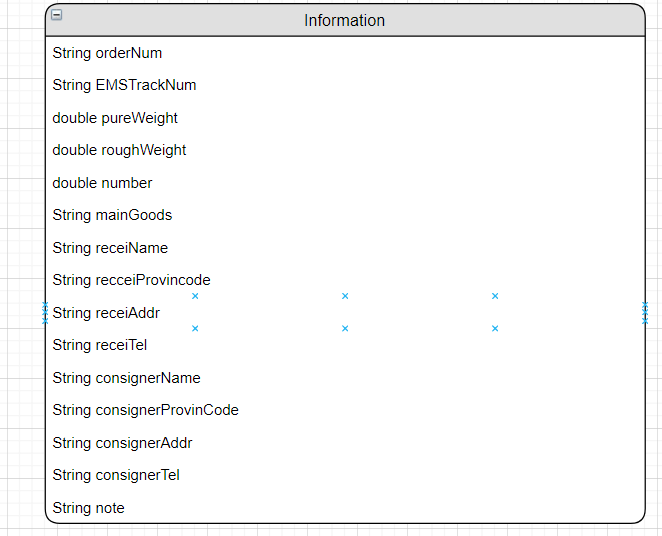 Information
String orderNum
String EMSTrackNum
double pureWeight
double roughWeight
double number
String mainGoods
String receiName
String recceiProvincode
String receiAddr
String receiTel
String consignerName
String consignerProvinCode
String consignerAddr
String consignerTel
String note